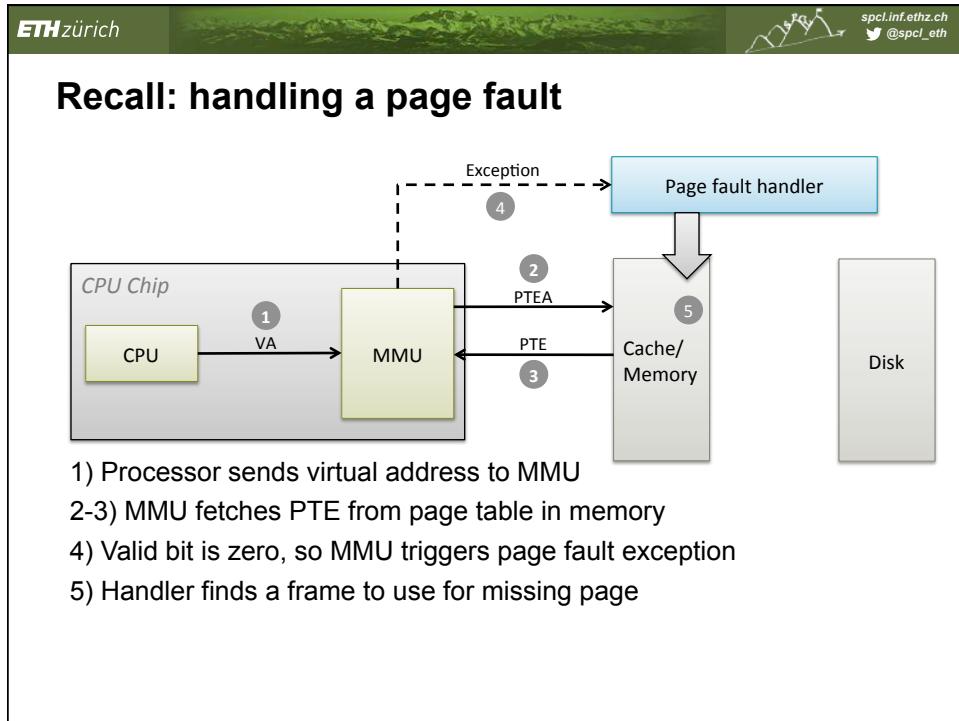 ETH zürich
spcl.inf.ethz.ch
@spcl_eth
Recall: handling a page fault
Exception
4
Page fault handler
CPU Chip
1
VA
CPU
MMU
2
PTEA
PTE
3
5
Cache/
Memory
Disk
1) Processor sends virtual address to MMU
2-3) MMU fetches PTE from page table in memory
4) Valid bit is zero, so MMU triggers page fault exception
5) Handler finds a frame to use for missing page